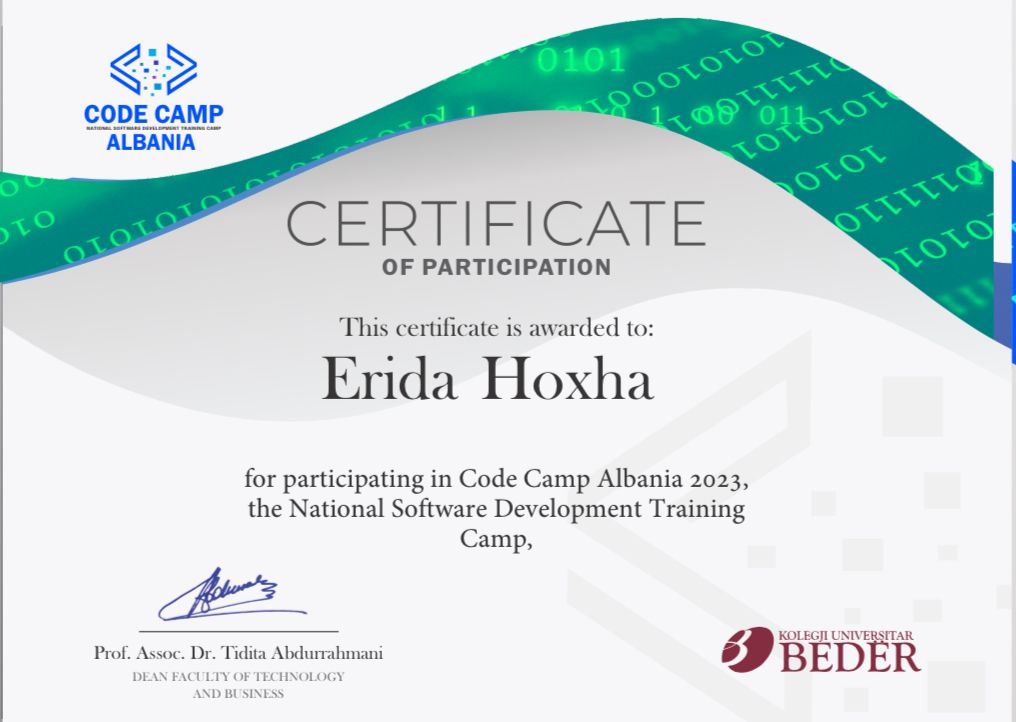 CODE CAMP
NATIONAL SOFTWARE DEVELOPMENT TRAINING CAMP
ALBANIA
CERTIFICATE
OF PARTICIPATION
This certificate is awarded to:
Erida Hoxha
for participating in Code Camp Albania 2023,
the National Software Development Training
Camp,
Prof. Assoc. Dr. Tidita Abdurrahmani
DEAN FACULTY OF TECHNOLOGY
AND BUSINESS
KOLEGJI UNIVERSITAR
BEDËR